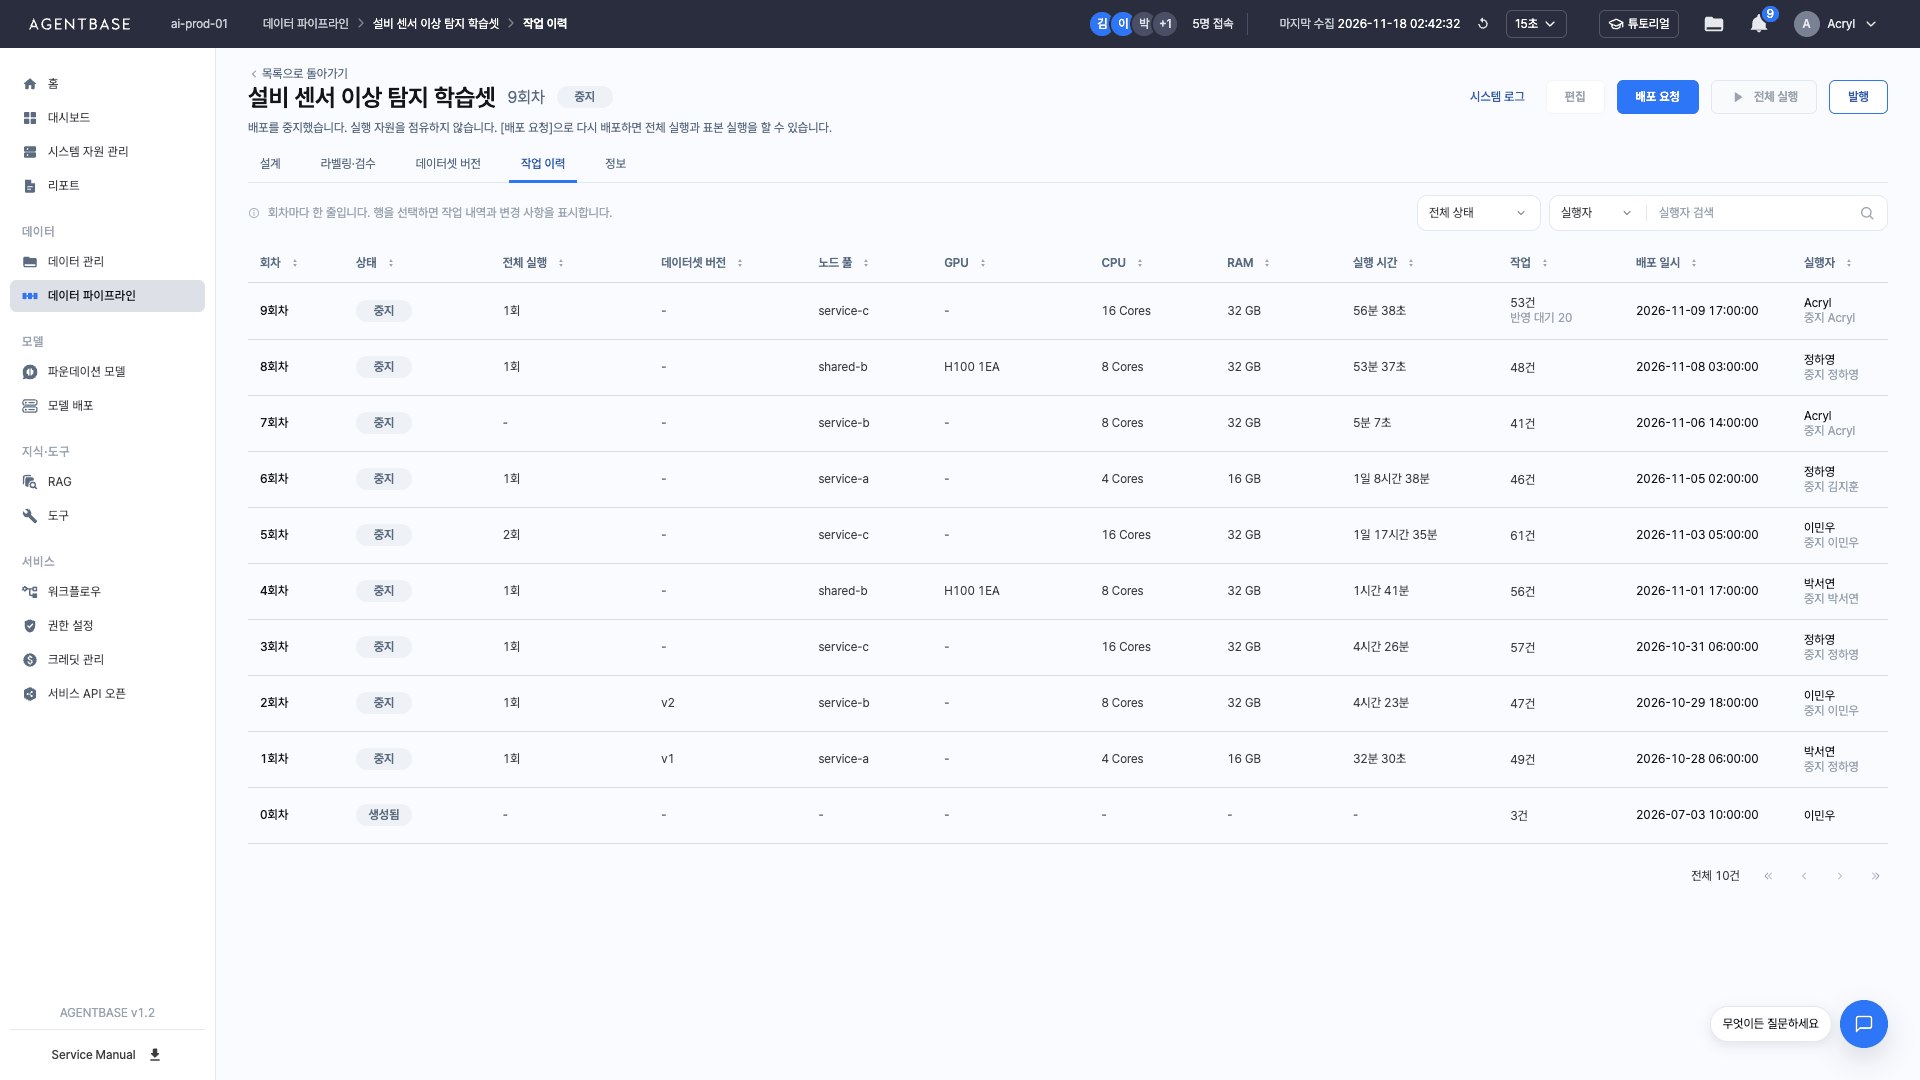 AGENTBASE
ai-prod-01
데이터 파이프라인 > 설비 센서 이상 탐지 학습셋 > 작업 이력
김 이 박 +1 5명 접속
마지막 수집 2026-11-18 02:42:32
15초
튜토리얼
9
A Acryl
홈
대시보드
시스템 자원 관리
리포트
데이터
데이터 관리
데이터 파이프라인
모델
파운데이션 모델
모델 배포
지식·도구
RAG
도구
서비스
워크플로우
권한 설정
크레딧 관리
서비스 API 오픈
AGENTBASE v1.2
Service Manual
목록으로 돌아가기
설비 센서 이상 탐지 학습셋 9회차 중지
시스템 로그 편집 배포 요청 전체 실행 발행
배포를 중지했습니다. 실행 자원을 점유하지 않습니다. [배포 요청]으로 다시 배포하면 전체 실행과 표본 실행을 할 수 있습니다.
설계 라벨링·검수 데이터셋 버전 작업 이력 정보
회차마다 한 줄입니다. 행을 선택하면 작업 내역과 변경 사항을 표시합니다.
전체 상태 실행자 실행자 검색
회차 상태 전체 실행 데이터셋 버전 노드 풀 GPU CPU RAM 실행 시간 작업 배포 일시 실행자
9회차 중지 1회 - service-c - 16 Cores 32 GB 56분 38초 53건 2026-11-09 17:00:00 Acryl
반영 대기 20 중지 Acryl
8회차 중지 1회 - shared-b H100 1EA 8 Cores 32 GB 53분 37초 48건 2026-11-08 03:00:00 정하영
중지 정하영
7회차 중지 - - service-b - 8 Cores 32 GB 5분 7초 41건 2026-11-06 14:00:00 Acryl
중지 Acryl
6회차 중지 1회 - service-a - 4 Cores 16 GB 1일 8시간 38분 46건 2026-11-05 02:00:00 정하영
중지 김지훈
5회차 중지 2회 - service-c - 16 Cores 32 GB 1일 17시간 35분 61건 2026-11-03 05:00:00 이민우
중지 이민우
4회차 중지 1회 - shared-b H100 1EA 8 Cores 32 GB 1시간 41분 56건 2026-11-01 17:00:00 박서연
중지 박서연
3회차 중지 1회 - service-c - 16 Cores 32 GB 4시간 26분 57건 2026-10-31 06:00:00 정하영
중지 정하영
2회차 중지 1회 v2 service-b - 8 Cores 32 GB 4시간 23분 47건 2026-10-29 18:00:00 이민우
중지 이민우
1회차 중지 1회 v1 service-a - 4 Cores 16 GB 32분 30초 49건 2026-10-28 06:00:00 박서연
중지 정하영
0회차 생성됨 - - - - - - - 3건 2026-07-03 10:00:00 이민우
전체 10건
무엇이든 질문하세요